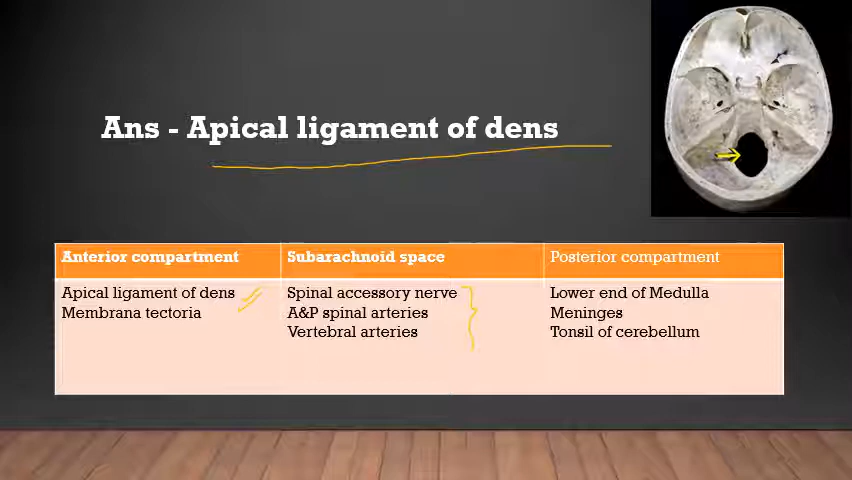 Ans - Apical ligament of dens
Anterior compartment
Subarachnoid space
Posterior compartment
Apical ligament of dens
Membrana tectoria
Spinal accessory nerve
A&P spinal arteries
Vertebral arteries
Lower end of Medulla
Meninges
Tonsil of cerebellum